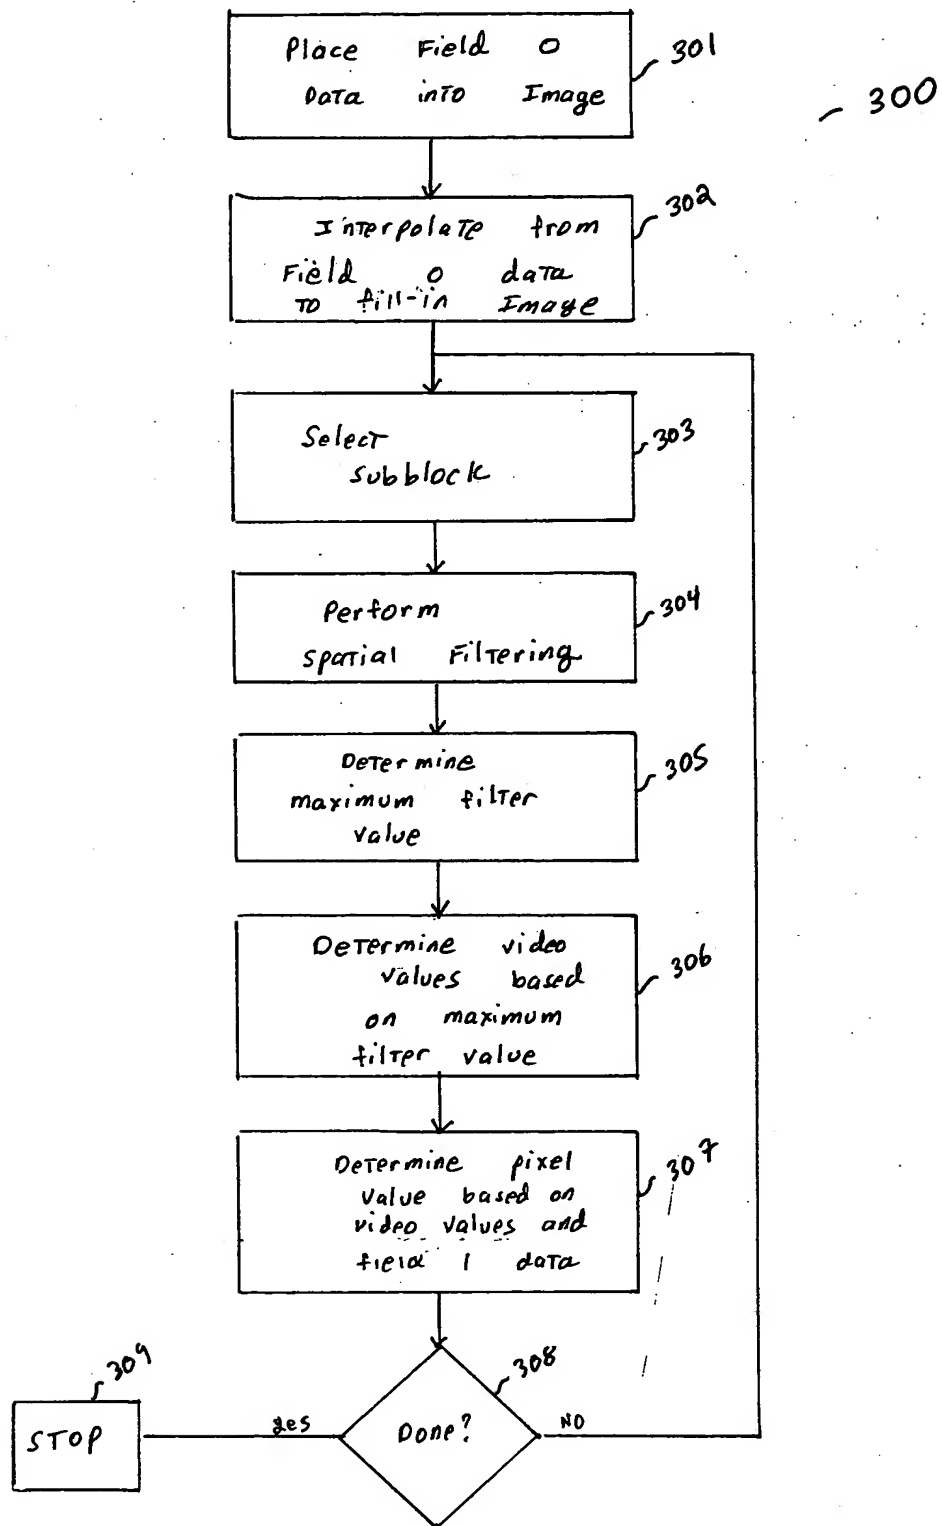 Place Field 0
Data into Image
301
300
Interpolate from
Field 0 data
to fill-in Image
302
Select
subblock
303
Perform
Spatial Filtering
304
Determine
maximum filter
value
305
Determine video
values based
on maximum
filter value
306
Determine pixel
value based on
video values and
field 1 data
307
308
Done?
yes
NO
309
STOP